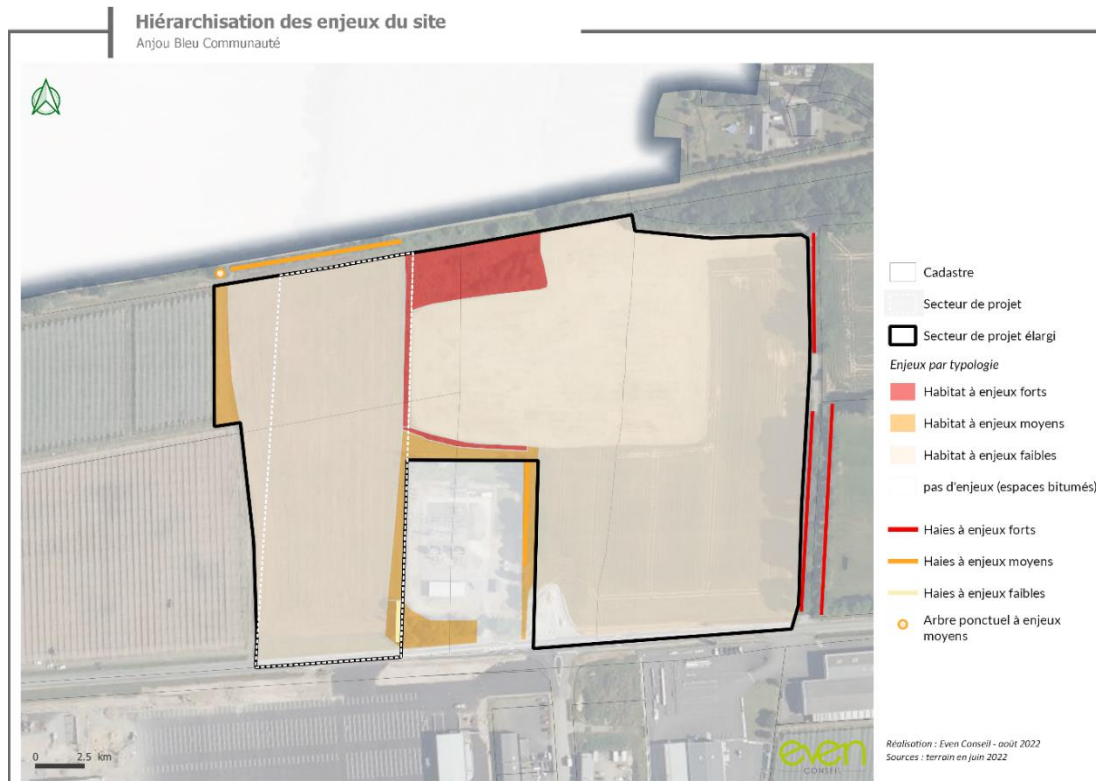 Hiérarchisation des enjeux du site
Anjou Bleu Communauté
Cadastre
Secteur de projet
Secteur de projet élargi
Enjeux par typologie
Habitat à enjeux forts
Habitat à enjeux moyens
Habitat à enjeux faibles
pas d'enjeux (espaces bitumés)
Haies à enjeux forts
Haies à enjeux moyens
Haies à enjeux faibles
Arbre ponctuel à enjeux
moyens
0 2.5 km
even
CONSEIL
Réalisation : Even Conseil - août 2022
Sources : terrain en juin 2022